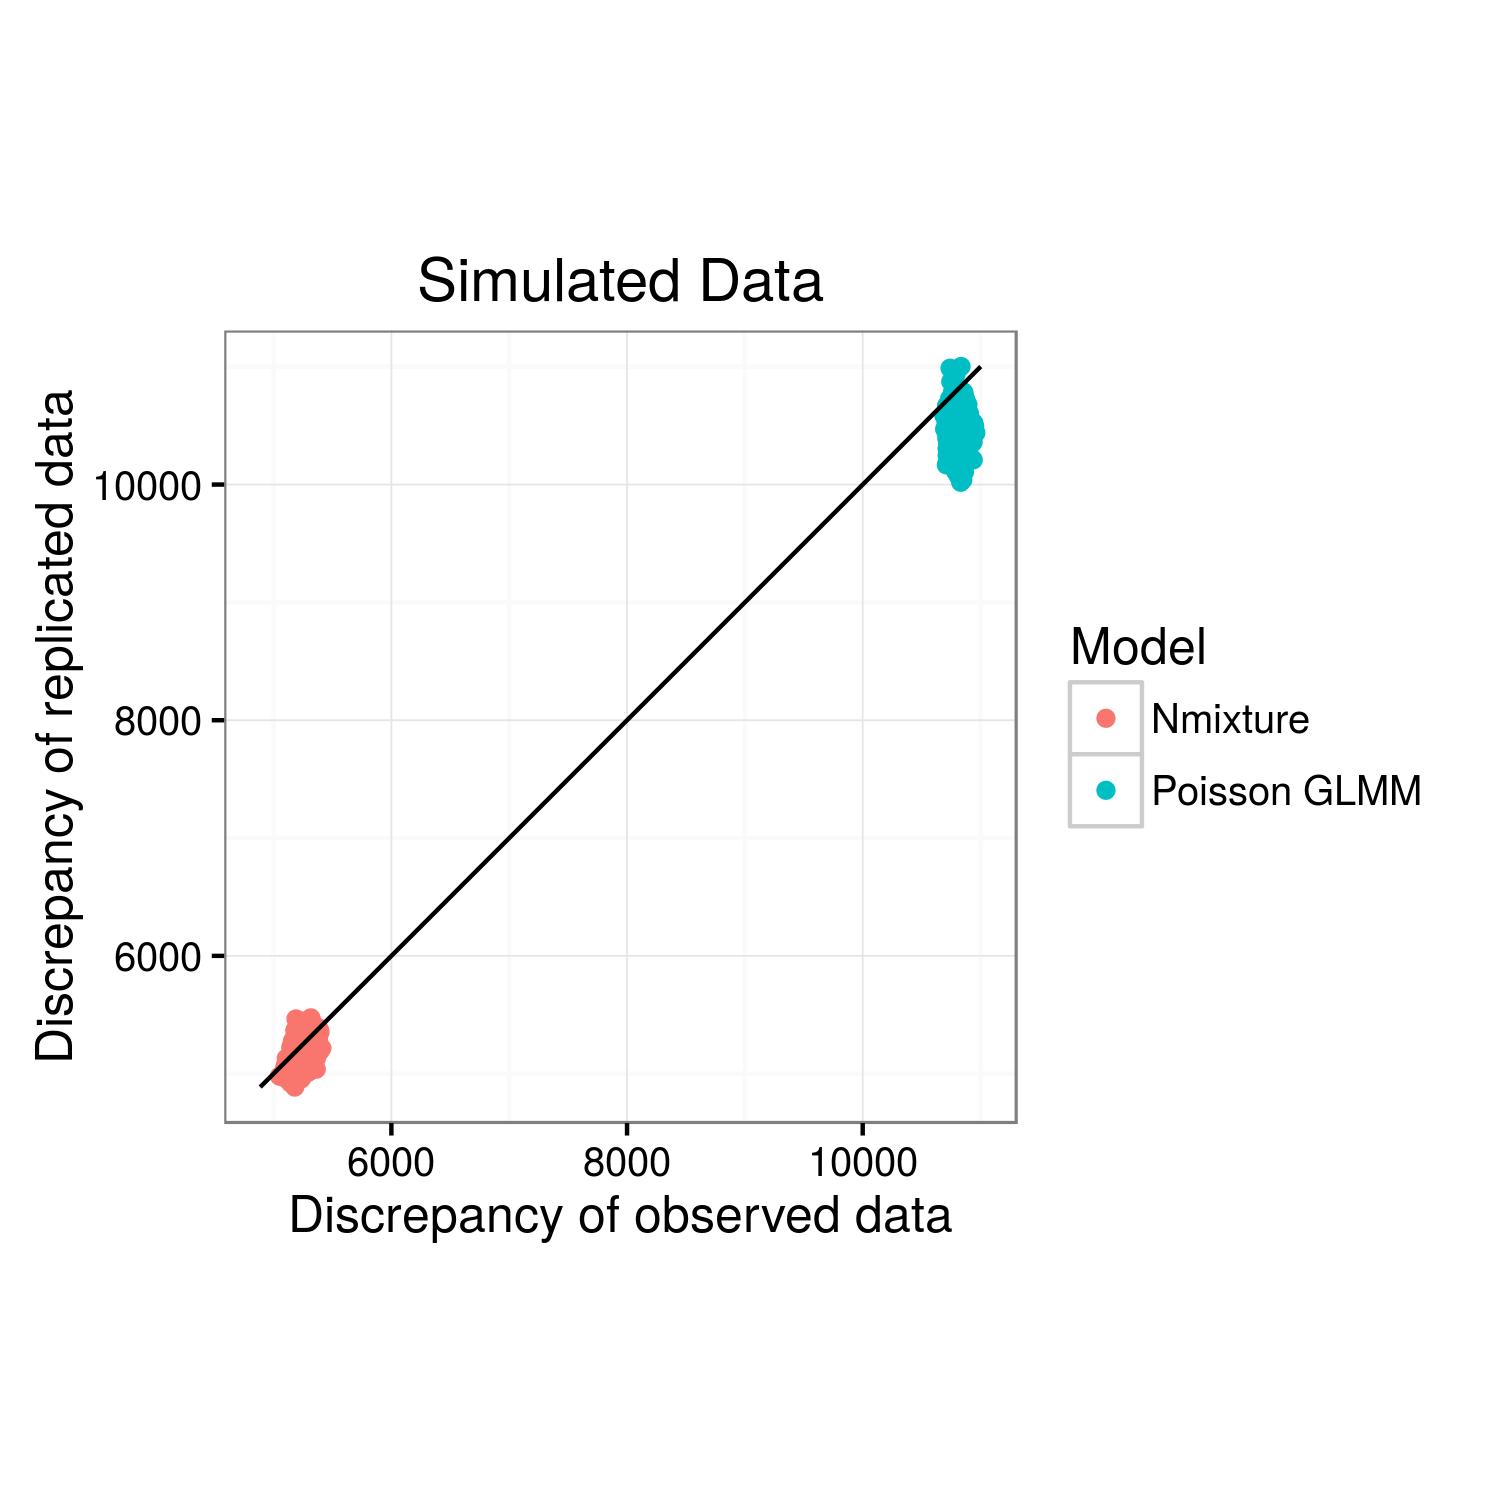 Simulated Data
Discrepancy of replicated data
10000
8000
6000
6000 8000 10000
Discrepancy of observed data
Model
Nmixture
Poisson GLMM